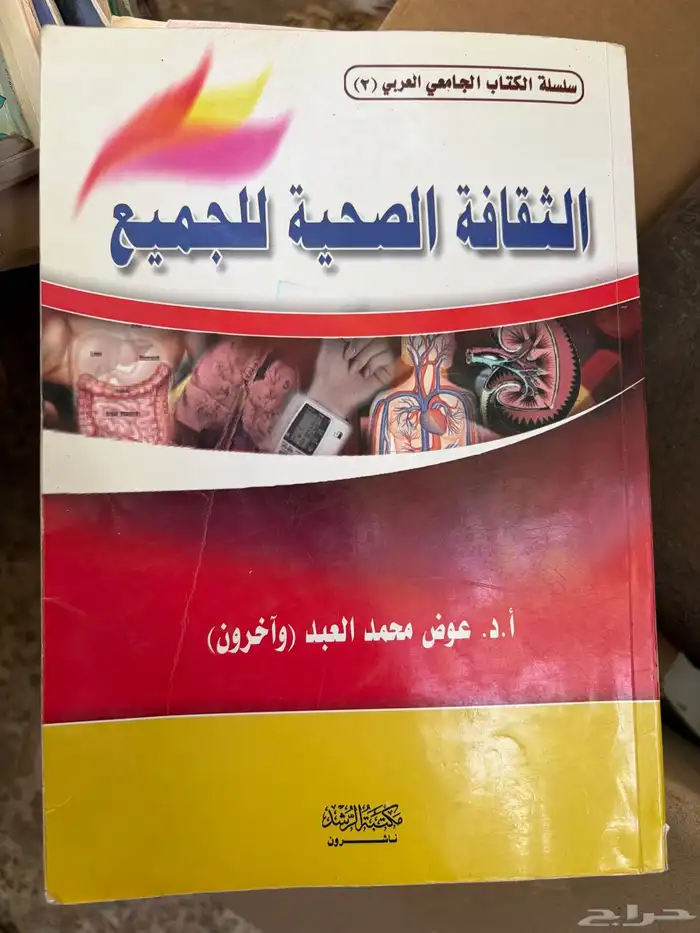 سلسلة الكتاب الجامعي العربي (٢)
الثقافة الصحية للجميع
أ.د. عوض محمد العبد (وآخرون)
مكتبة الرشد
ناشرون
حراج